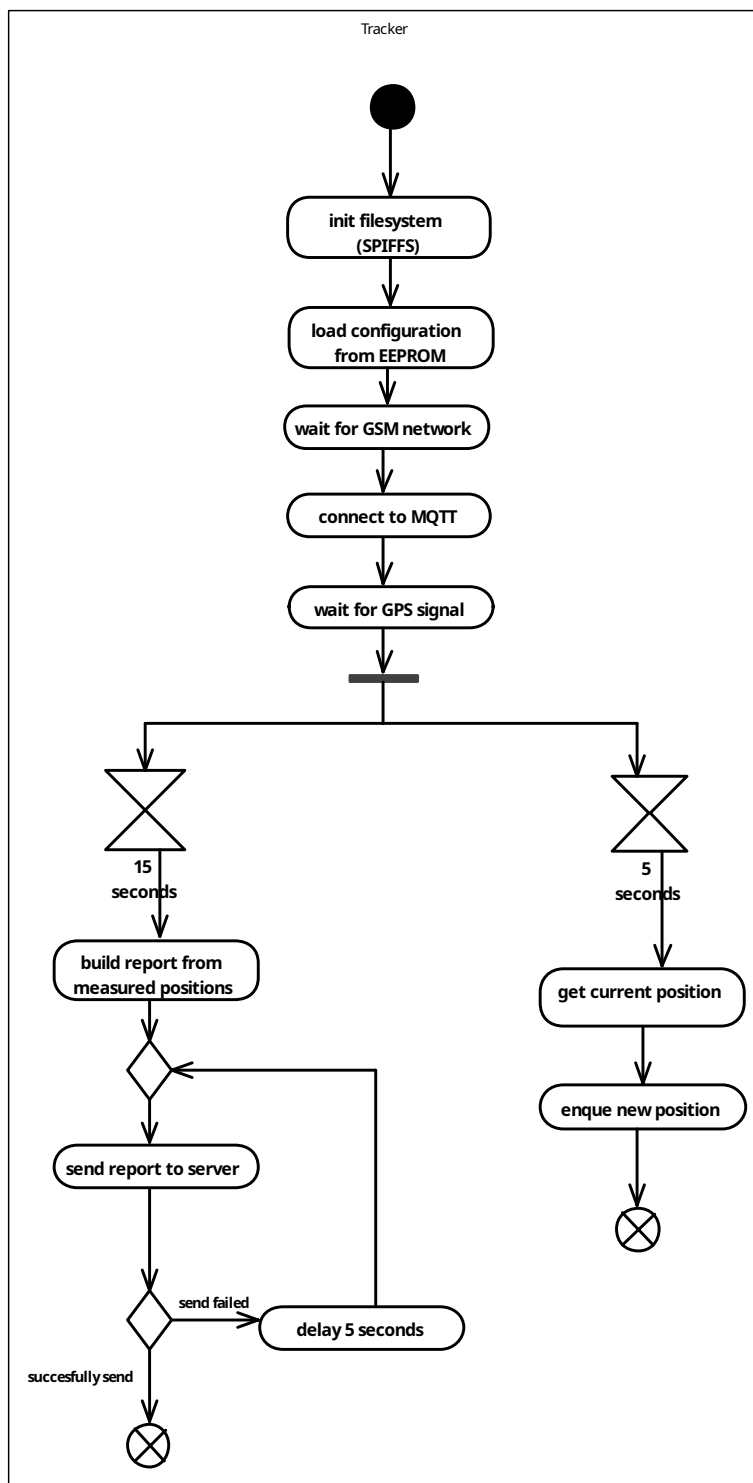 Tracker
init filesystem
(SPIFFS)
load configuration
from EEPROM
wait for GSM network
connect to MQTT
wait for GPS signal
15
seconds
5
seconds
build report from
measured positions
get current position
enque new position
send report to server
send failed
delay 5 seconds
succesfully send